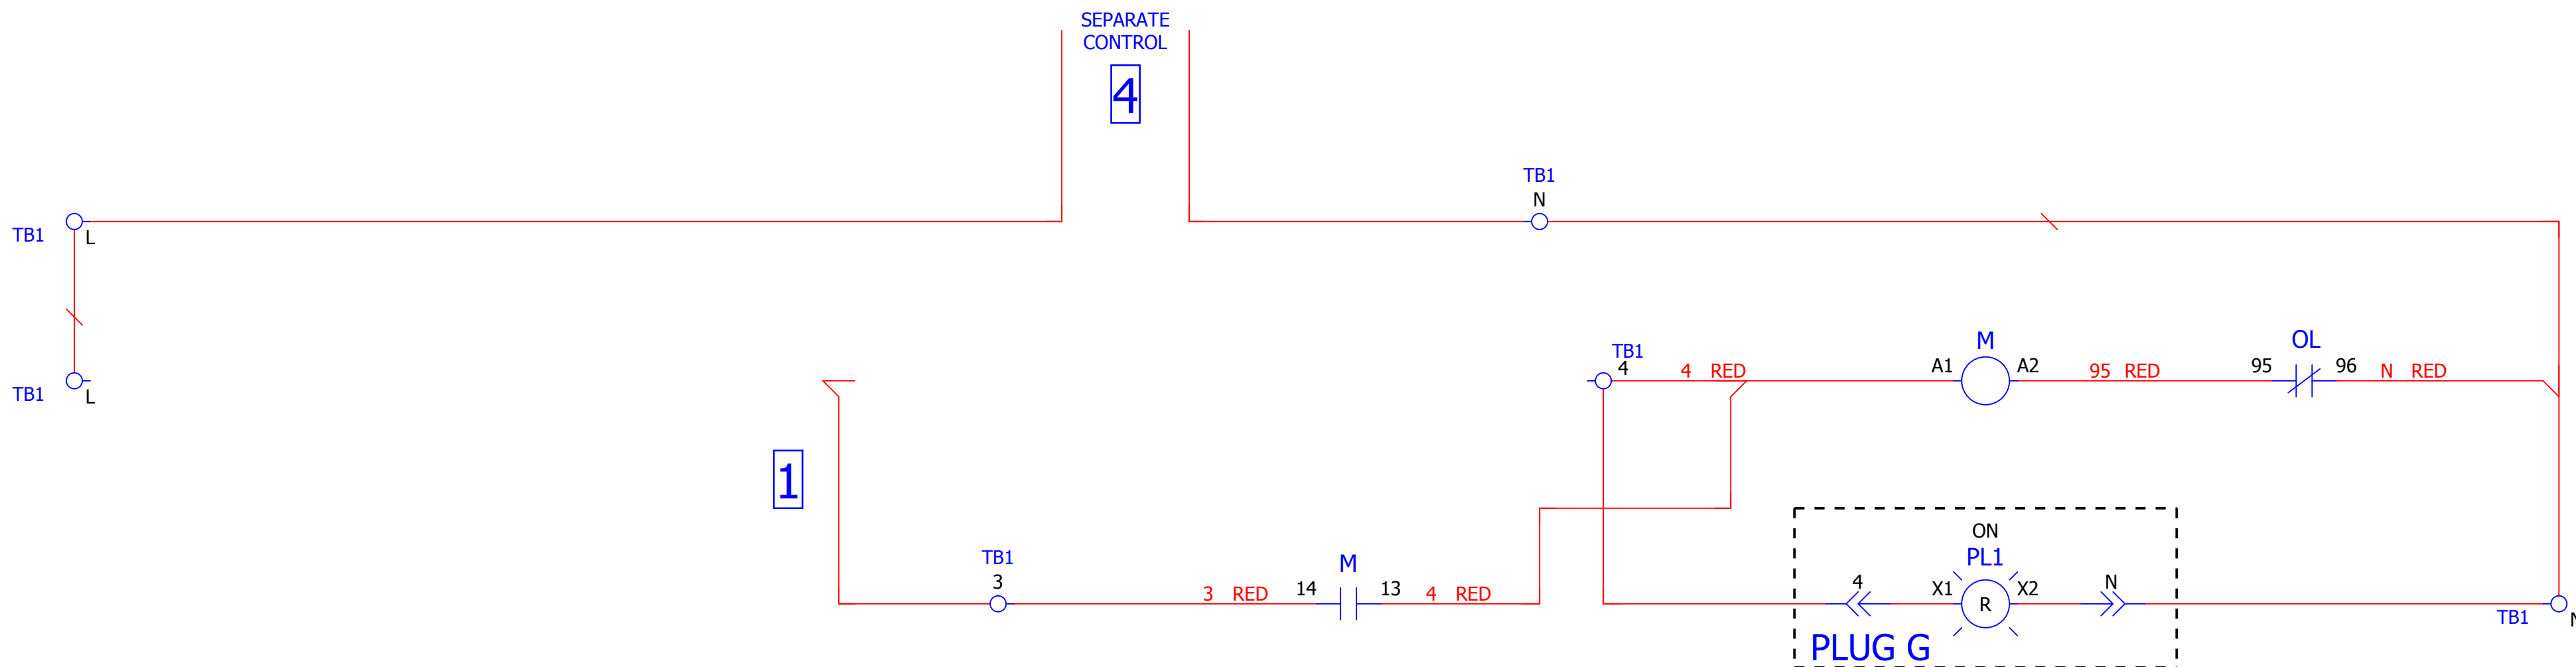 SEPARATE
CONTROL
4
TB1
N
TB1
L
TB1
L
TB1
4
4 RED
M
A1
A2
95 RED
OL
95
96
N RED
1
TB1
3
3 RED
M
14
13
4 RED
ON
PL1
4
X1
R
X2
N
PLUG G
TB1
N